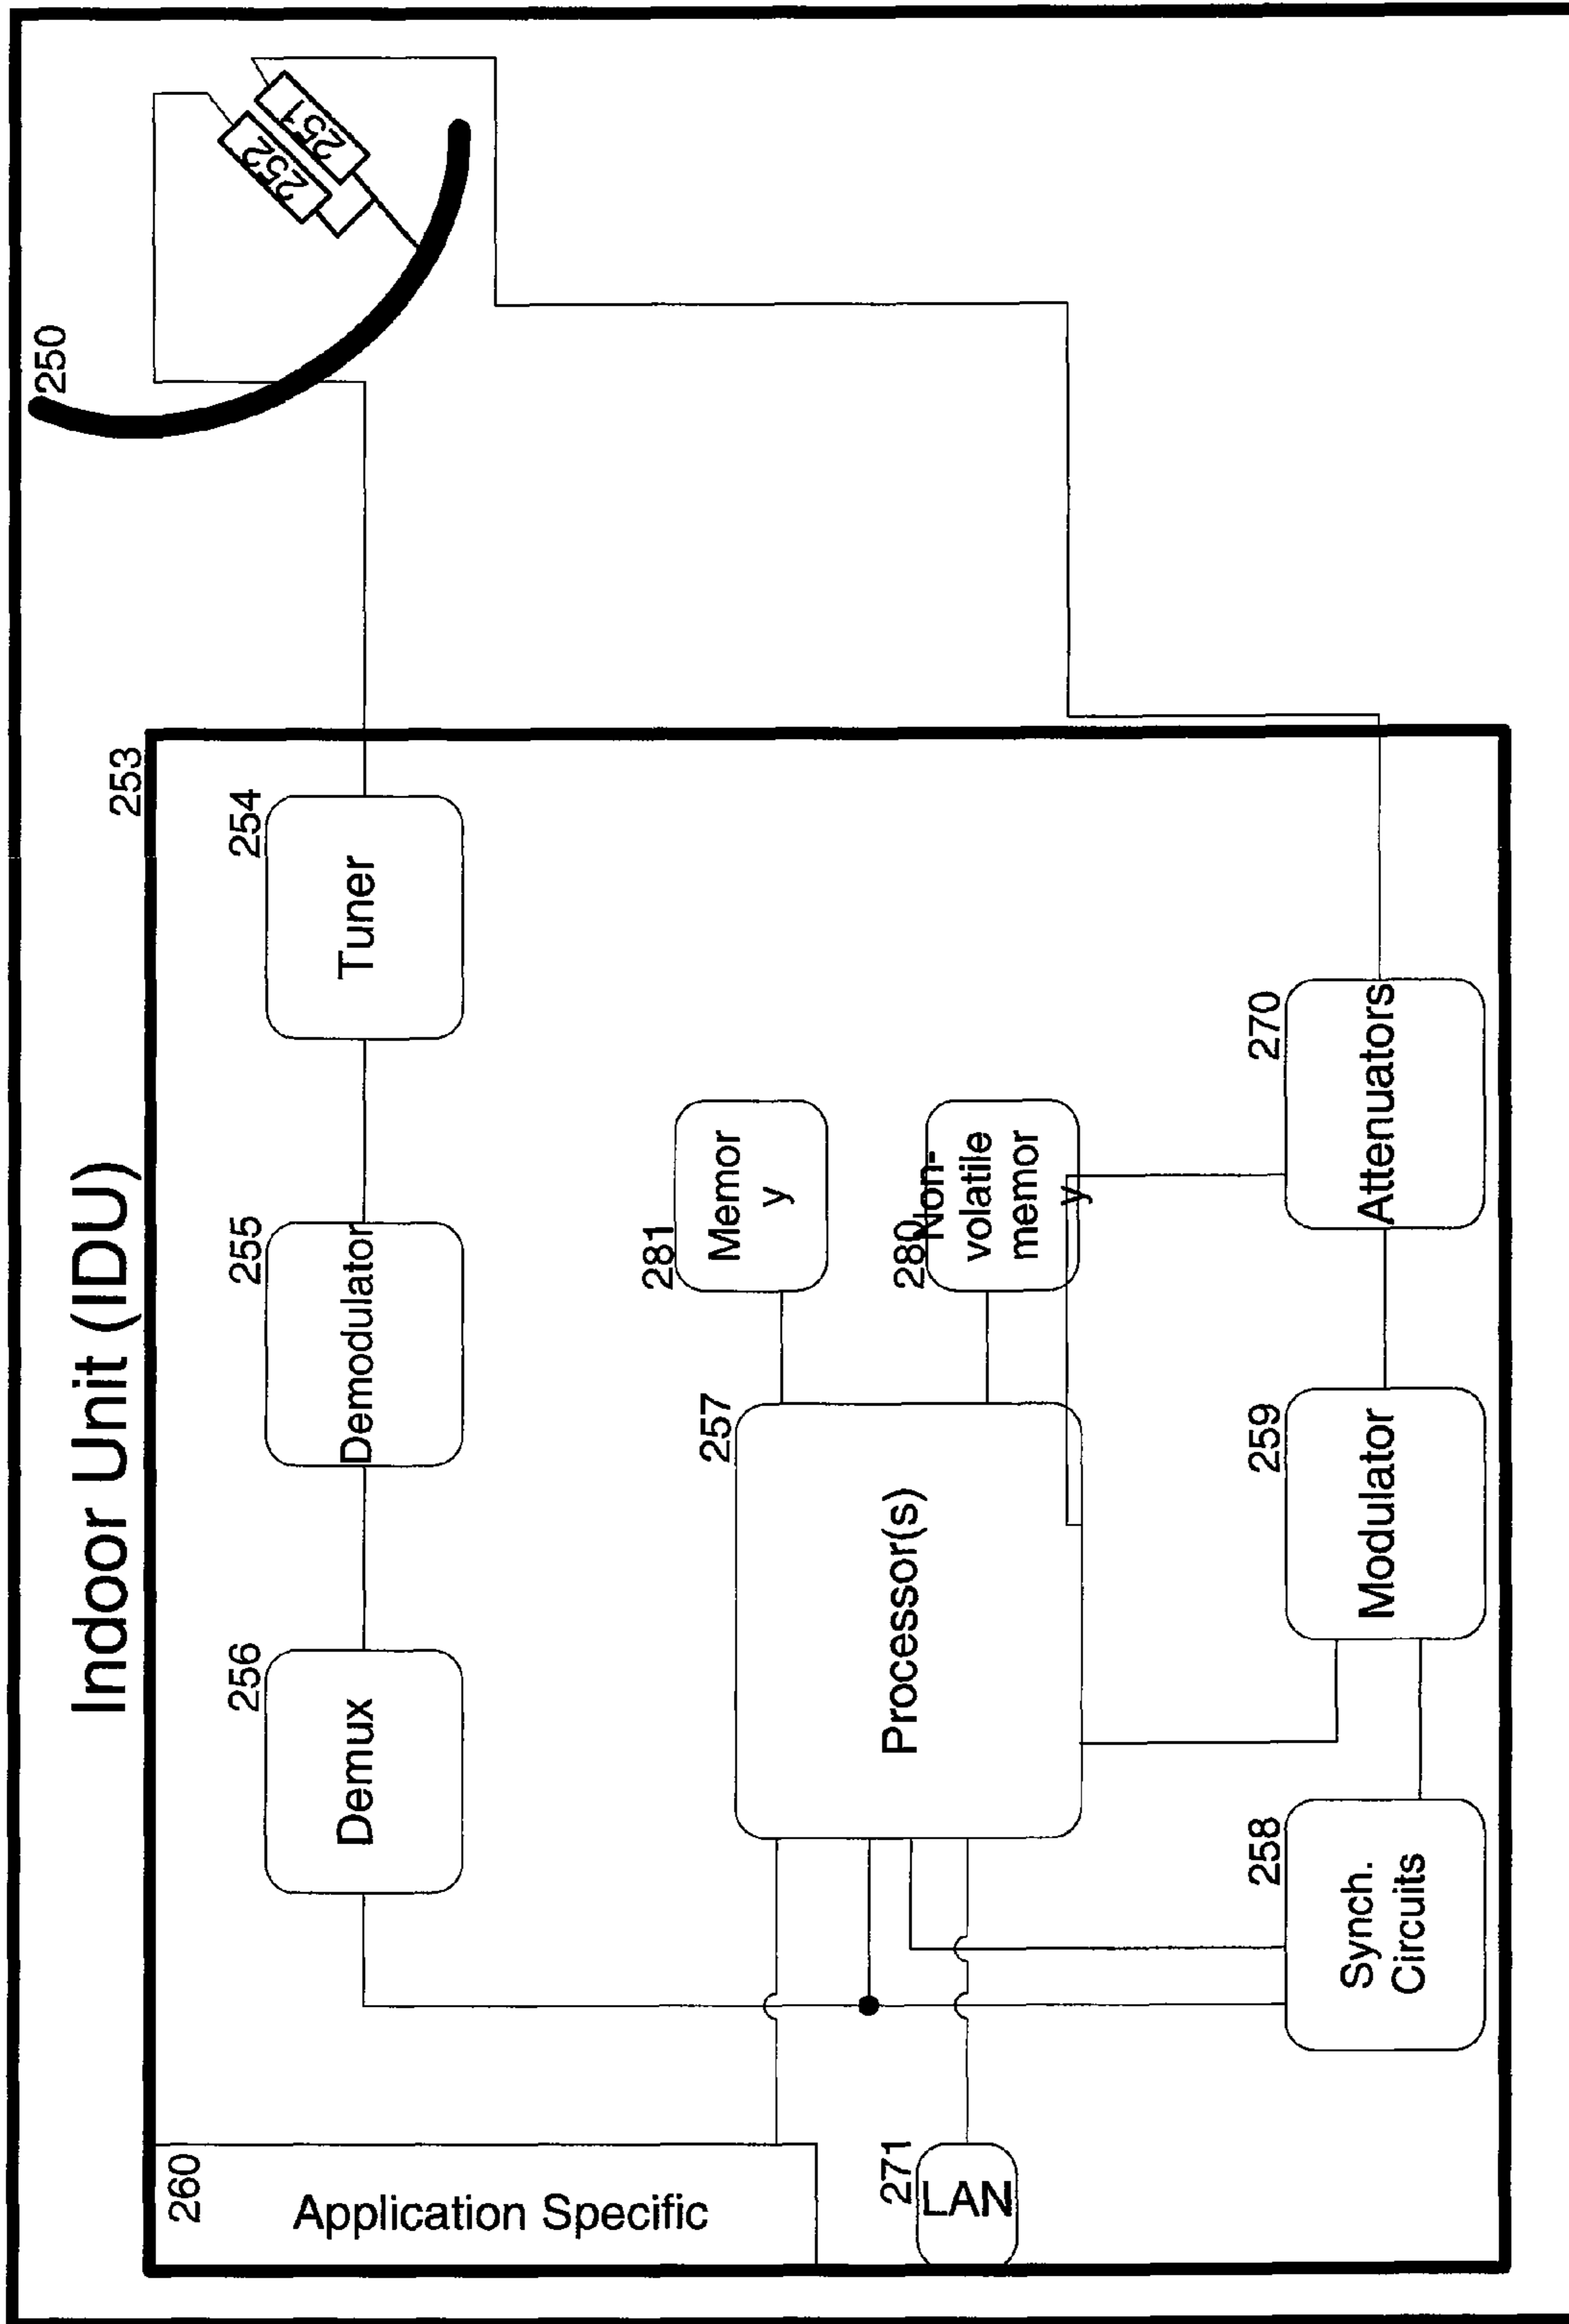 Indoor Unit (IDU)
250
252
251
253
260
Application Specific
256
Demux
255
Demodulator
254
Tuner
257
Processor(s)
281
Memor
y
280
Non-
volatile
memor
y
271
LAN
258
Synch.
Circuits
259
Modulator
270
Attenuators